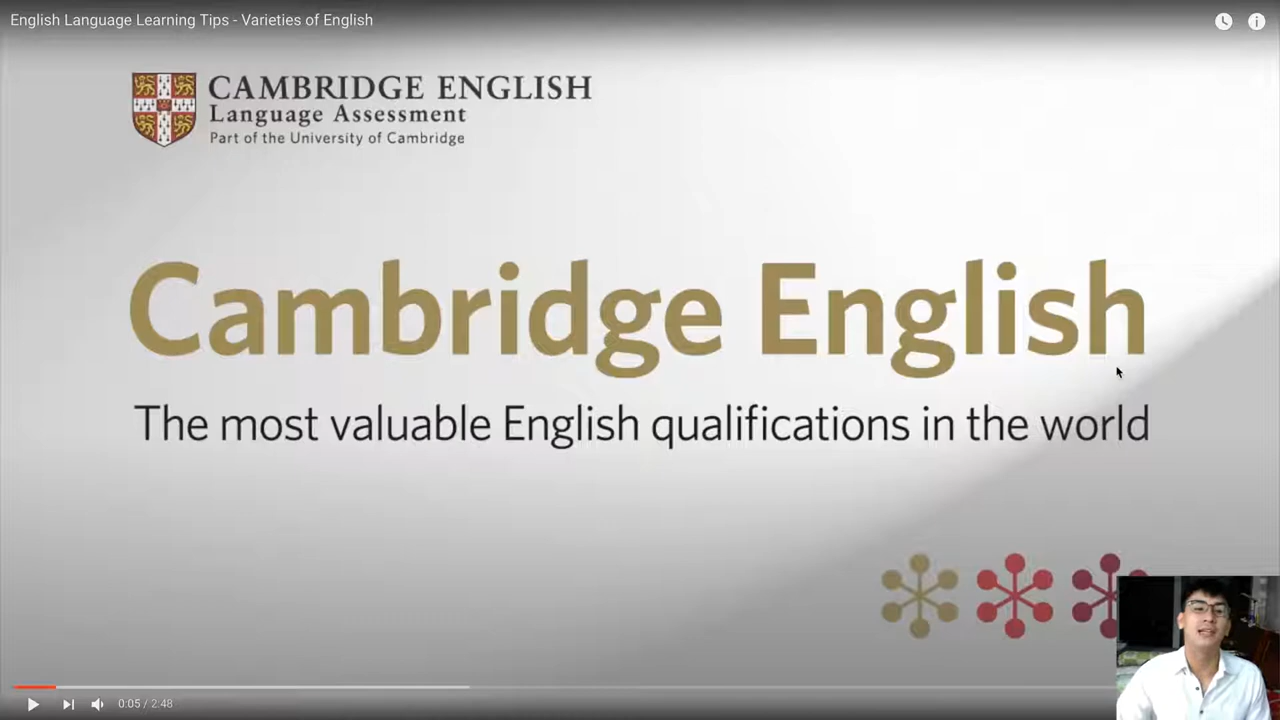 English Language Learning Tips - Varieties of English
CAMBRIDGE ENGLISH
Language Assessment
Part of the University of Cambridge
Cambridge English
The most valuable English qualifications in the world
0:05 / 2:48